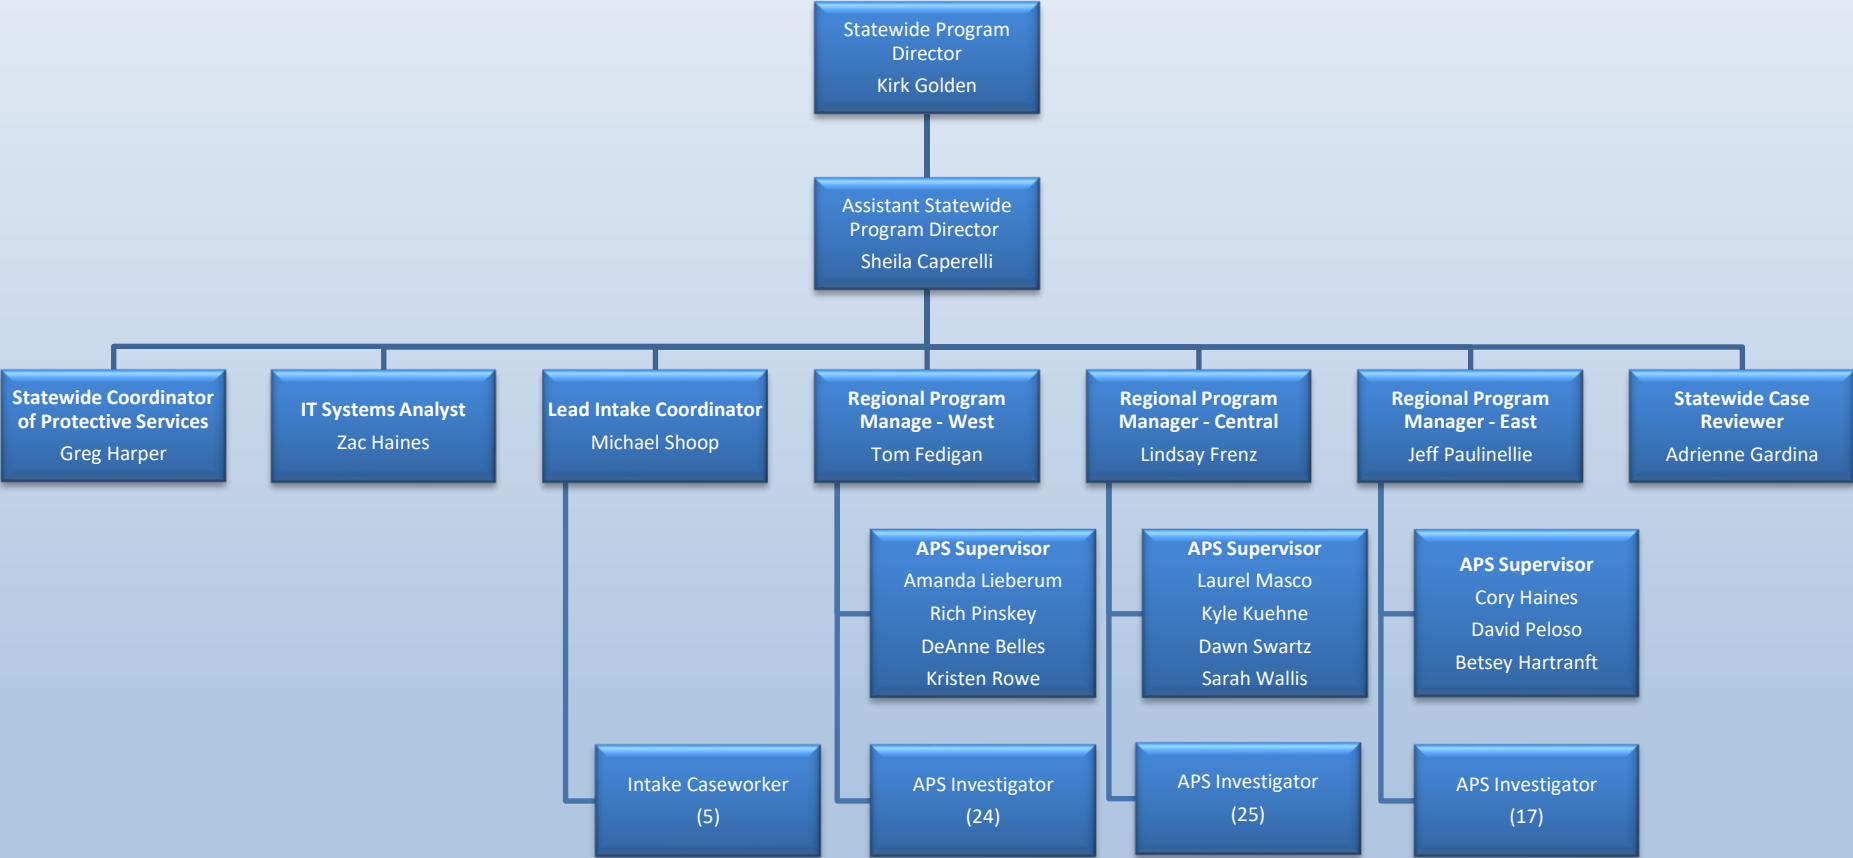 Statewide Program
Director
Kirk Golden
Assistant Statewide
Program Director
Sheila Caperelli
Statewide Coordinator
of Protective Services
Greg Harper
IT Systems Analyst
Zac Haines
Lead Intake Coordinator
Michael Shoop
Regional Program
Manage - West
Tom Fedigan
Regional Program
Manager - Central
Lindsay Frenz
Regional Program
Manager - East
Jeff Paulinellie
Statewide Case
Reviewer
Adrienne Gardina
APS Supervisor
Amanda Lieberum
Rich Pinskey
DeAnne Belles
Kristen Rowe
APS Supervisor
Laurel Masco
Kyle Kuehne
Dawn Swartz
Sarah Wallis
APS Supervisor
Cory Haines
David Peloso
Betsey Hartranft
Intake Caseworker
(5)
APS Investigator
(24)
APS Investigator
(25)
APS Investigator
(17)